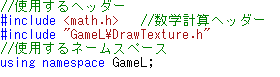 //使用するヘッダー
#include <math.h>   //数学計算ヘッダー
#include "GameL¥DrawTexture.h"
//使用するネームスペース
using namespace GameL;